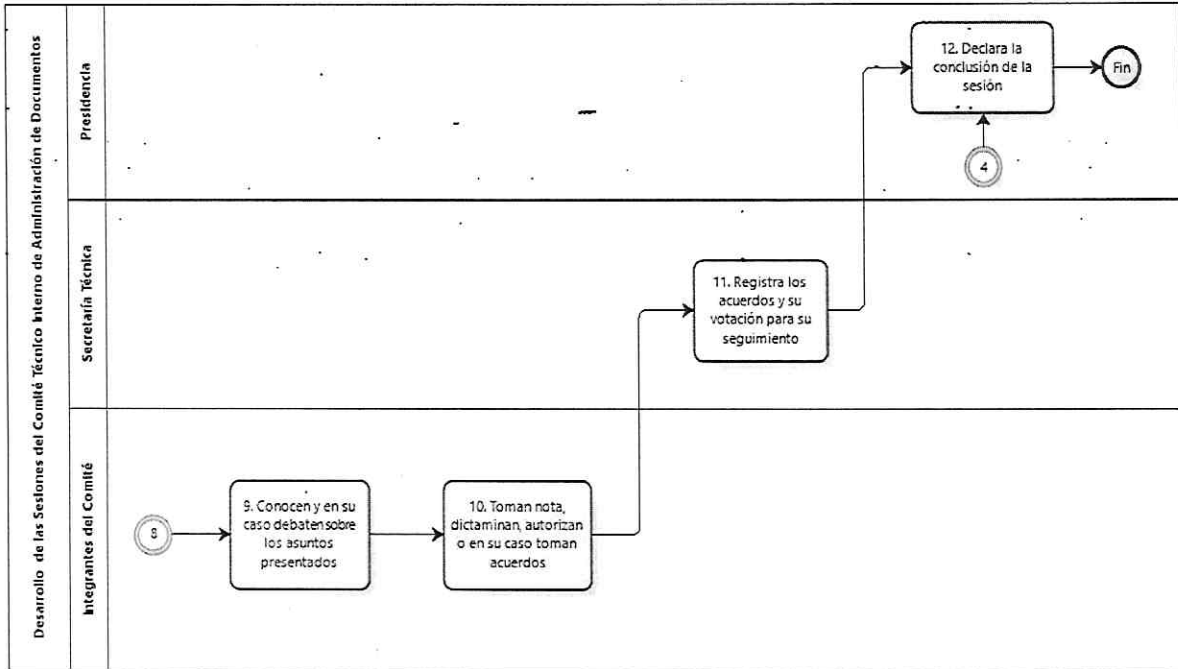 Desarrollo de las Sesiones del Comité Técnico Interno de Administración de Documentos
Presidencia
12. Declara la
conclusión de la
sesión
Fin
4
Secretaría Técnica
11. Registra los
acuerdos y su
votación para su
seguimiento
Integrantes del Comité
8
9. Conocen y en su
caso debaten sobre
los asuntos
presentados
10. Toman nota,
dictaminan, autorizan
o en su caso toman
acuerdos